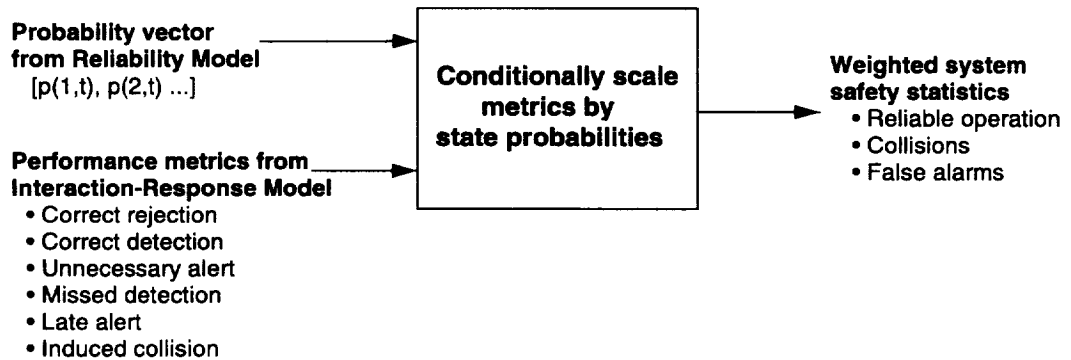 Probability vector
from Reliability Model
[p(1,t), p(2,t) ...]
Performance metrics from
Interaction-Response Model
• Correct rejection
• Correct detection
• Unnecessary alert
• Missed detection
• Late alert
• Induced collision
Conditionally scale
metrics by
state probabilities
Weighted system
safety statistics
• Reliable operation
• Collisions
• False alarms